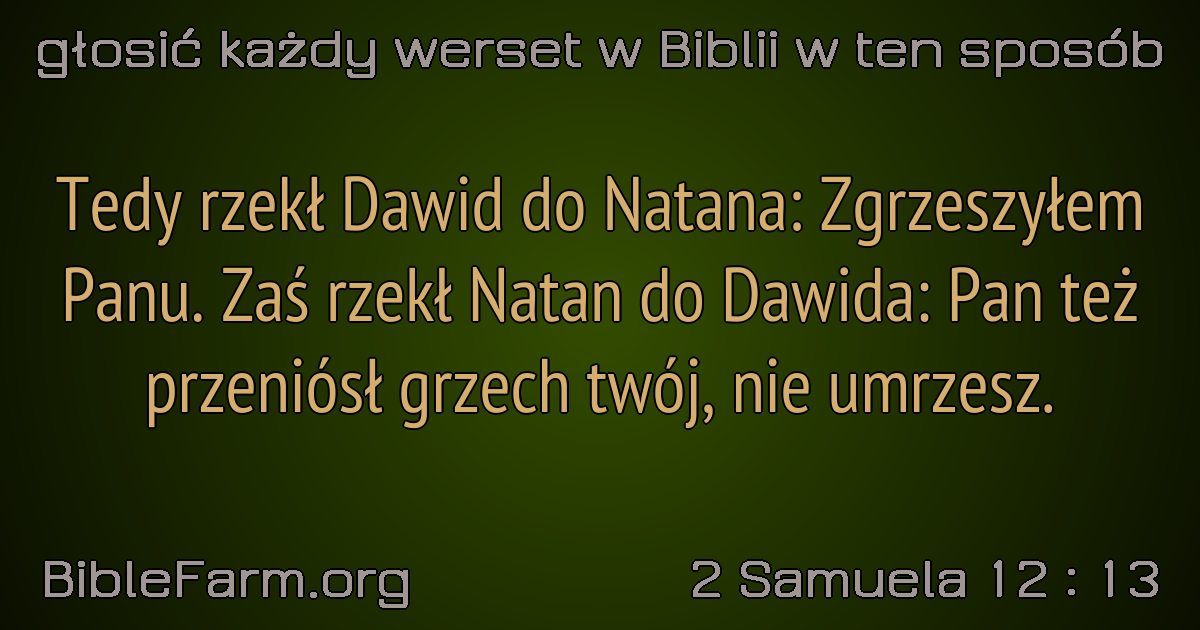 głosić każdy werset w Biblii w ten sposób
Tedy rzekł Dawid do Natana: Zgrzeszyłem
Panu. Zaś rzekł Natan do Dawida: Pan też
przeniósł grzech twój, nie umrzesz.
BibleFarm.org
2 Samuela 12 : 13